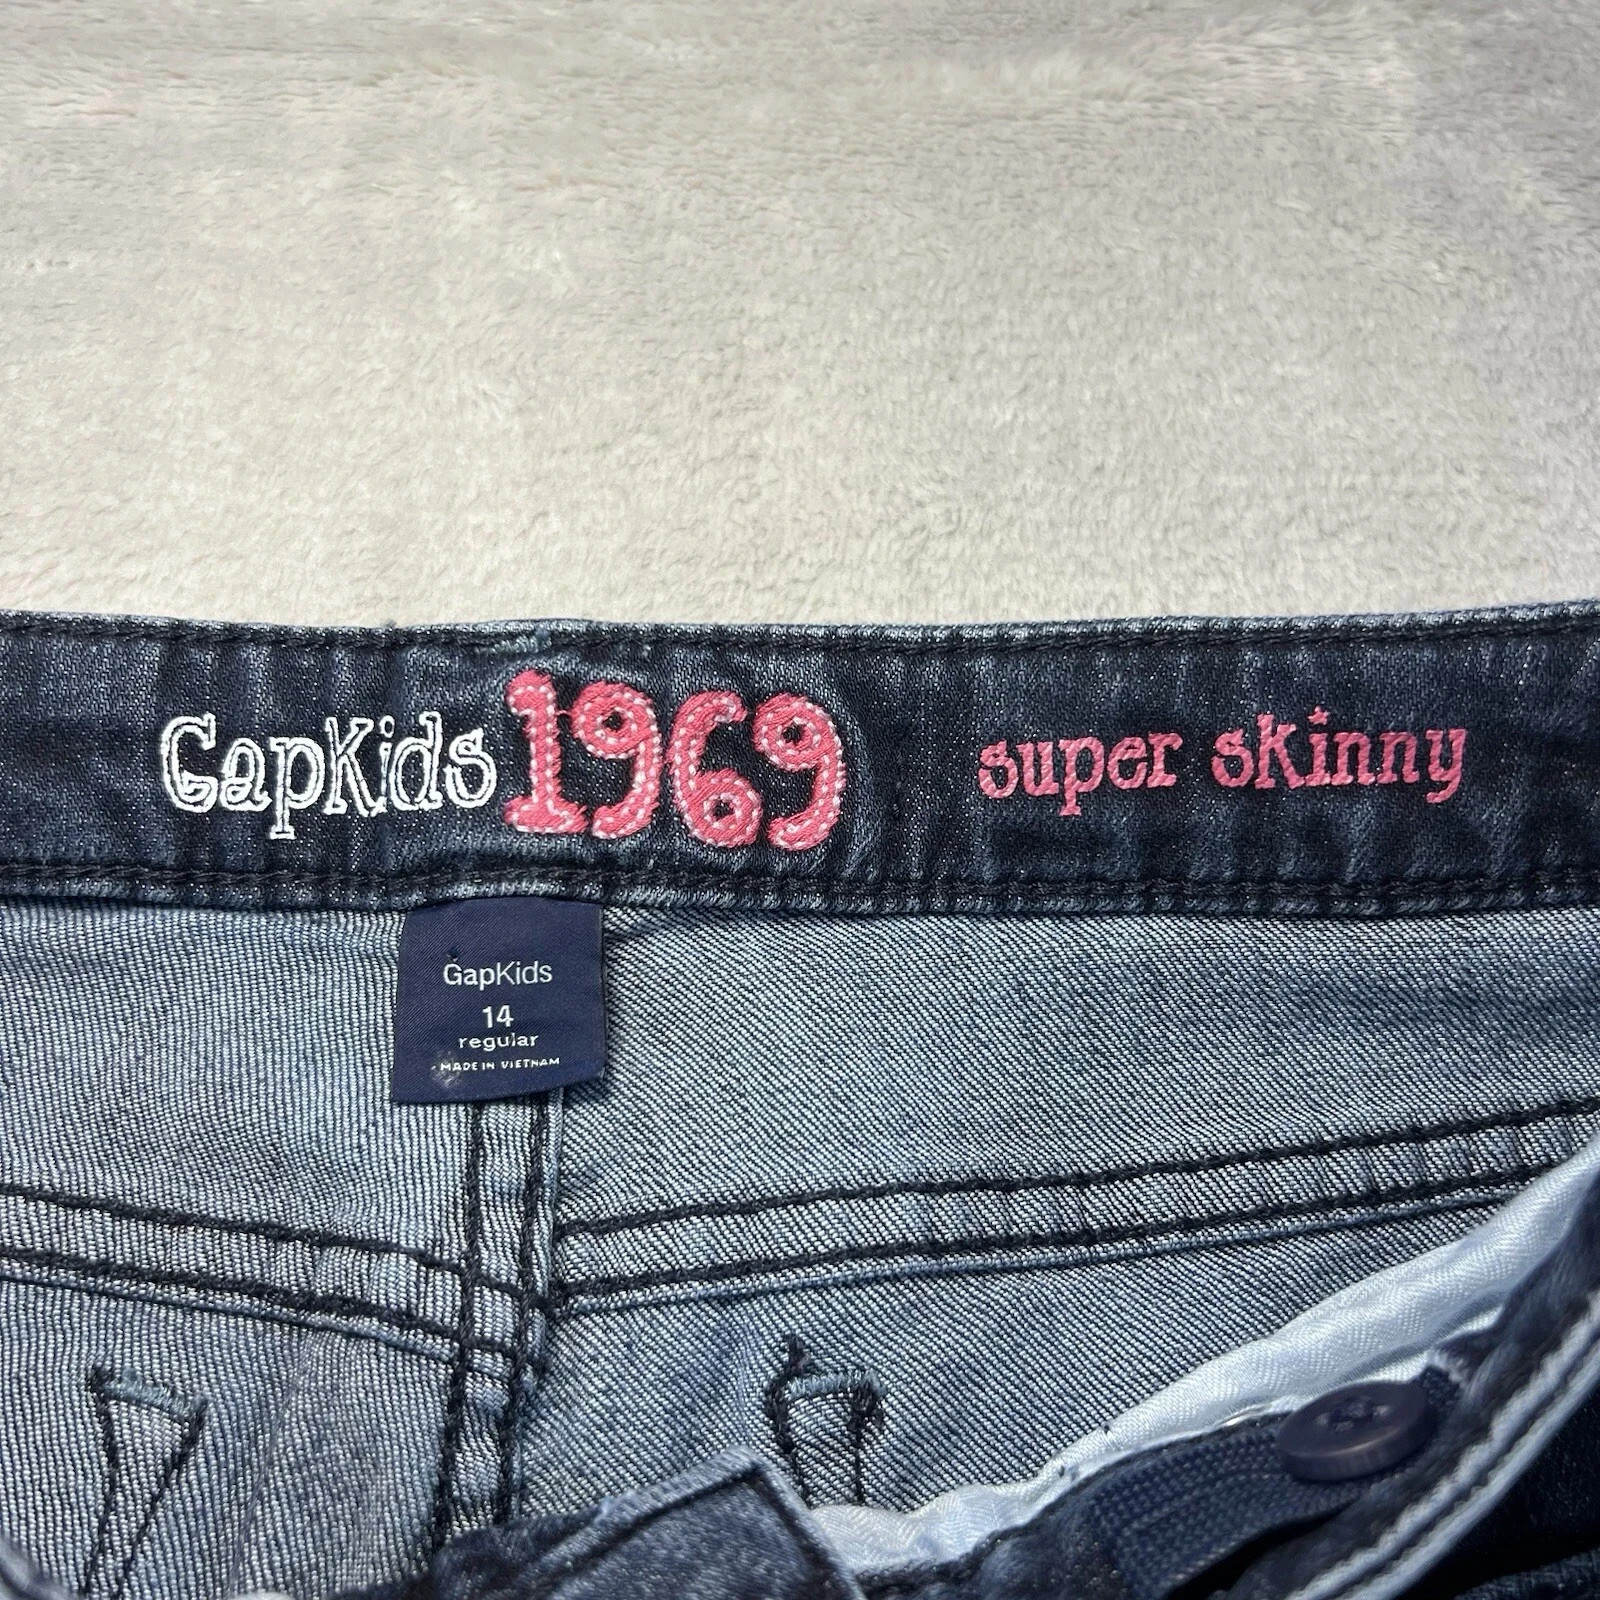 GapKids 1969 super skinny
GapKids
14
regular
MADE IN VIETNAM